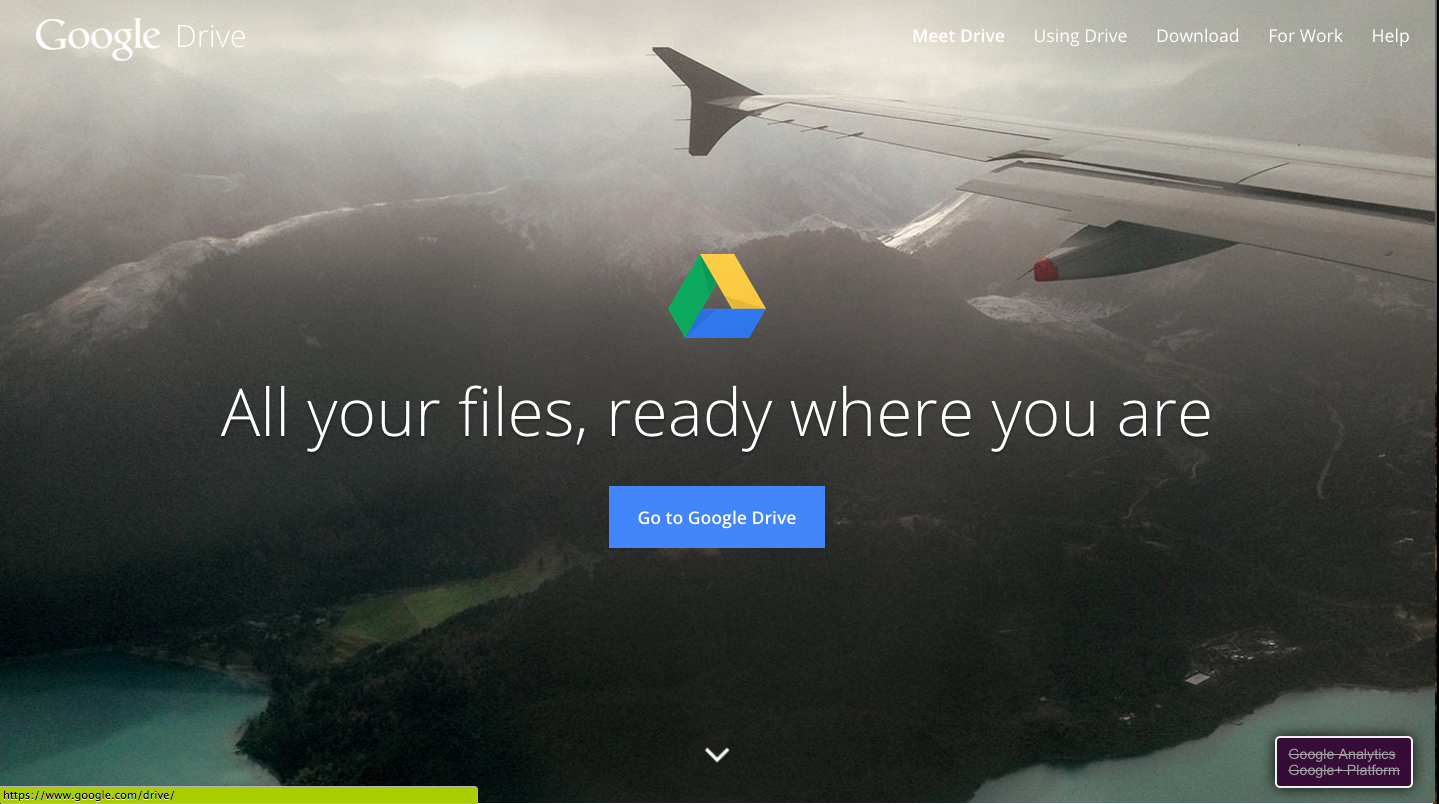 Google Drive
Meet Drive Using Drive Download For Work Help
All your files, ready where you are
Go to Google Drive
Google Analytics
Google+ Platform
https://www.google.com/drive/